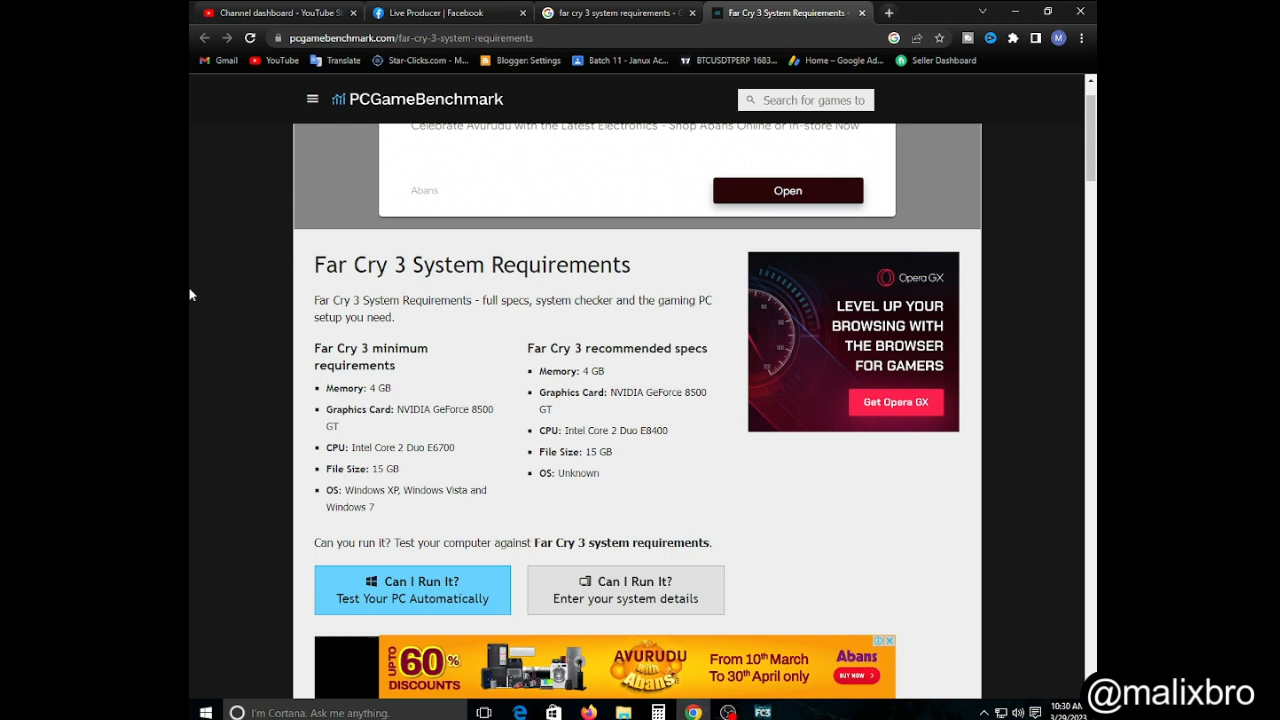 Channel dashboard - YouTube St
Live Producer | Facebook
far cry 3 system requirements -
Far Cry 3 System Requirements -
pcgamebenchmark.com/far-cry-3-system-requirements
M
Gmail
YouTube
Translate
Star-Clicks.com - M...
Blogger: Settings
Batch 11 - Janux Ac...
BTCUSDTPERP 1683...
Home – Google Ad...
Seller Dashboard
PCGameBenchmark
Search for games to
Celebrate Avurudu with the Latest Electronics - Shop Abans Online or In-store Now
Abans
Open
Far Cry 3 System Requirements
Far Cry 3 System Requirements - full specs, system checker and the gaming PC
setup you need.
Far Cry 3 minimum
requirements
Memory: 4 GB
Graphics Card: NVIDIA GeForce 8500
GT
CPU: Intel Core 2 Duo E6700
File Size: 15 GB
OS: Windows XP, Windows Vista and
Windows 7
Far Cry 3 recommended specs
Memory: 4 GB
Graphics Card: NVIDIA GeForce 8500
GT
CPU: Intel Core 2 Duo E8400
File Size: 15 GB
OS: Unknown
Opera GX
LEVEL UP YOUR
BROWSING WITH
THE BROWSER
FOR GAMERS
Get Opera GX
Can you run it? Test your computer against Far Cry 3 system requirements.
Can I Run It?
Test Your PC Automatically
Can I Run It?
Enter your system details
UPTO
60%
DISCOUNTS
AVURUDU
with
Abans
From 10th March
To 30th April only
Abans
BUY NOW
I'm Cortana. Ask me anything.
FC3
10:30 AM
3/29/2023
@malixbro